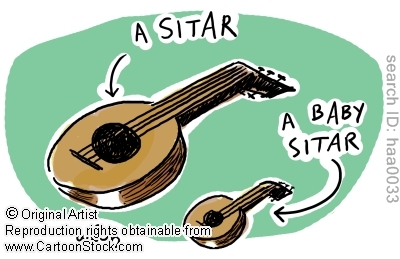 A SITAR
A BABY
SITAR
search ID: haa0033
© Original Artist
Reproduction rights obtainable from
www.CartoonStock.com